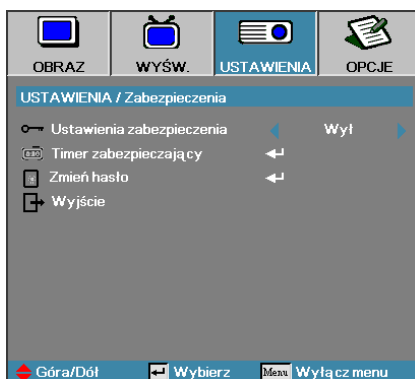 OBRAZ WYŚW. USTAWIENIA OPCJE
USTAWIENIA / Zabezpieczenia
Ustawienia zabezpieczenia Wył
Timer zabezpieczający
Zmień hasło
Wyjście
Góra/Dół Wybierz Menu Wyłącz menu